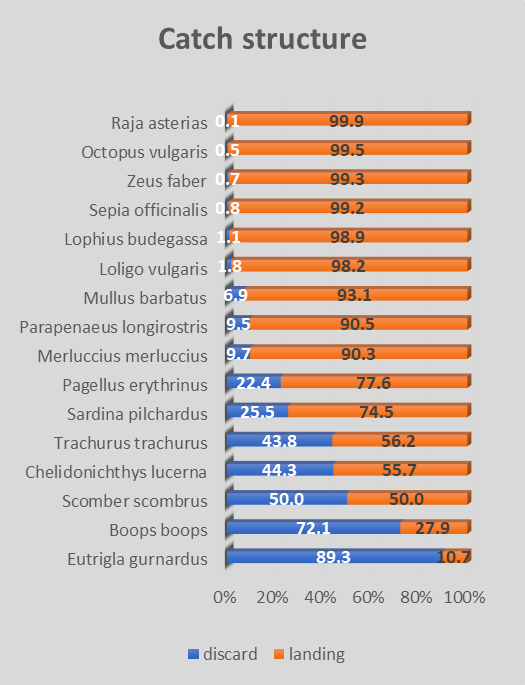 Catch structure
Raja asterias 0.1 99.9
Octopus vulgaris 0.5 99.5
Zeus faber 0.7 99.3
Sepia officinalis 0.8 99.2
Lophius budegassa 1.1 98.9
Loligo vulgaris 1.8 98.2
Mullus barbatus 6.9 93.1
Parapenaeus longirostris 9.5 90.5
Merluccius merluccius 9.7 90.3
Pagellus erythrinus 22.4 77.6
Sardina pilchardus 25.5 74.5
Trachurus trachurus 43.8 56.2
Chelidonichthys lucerna 44.3 55.7
Scomber scombrus 50.0 50.0
Boops boops 72.1 27.9
Eutrigla gurnardus 89.3 10.7
0% 20% 40% 60% 80% 100%
discard landing